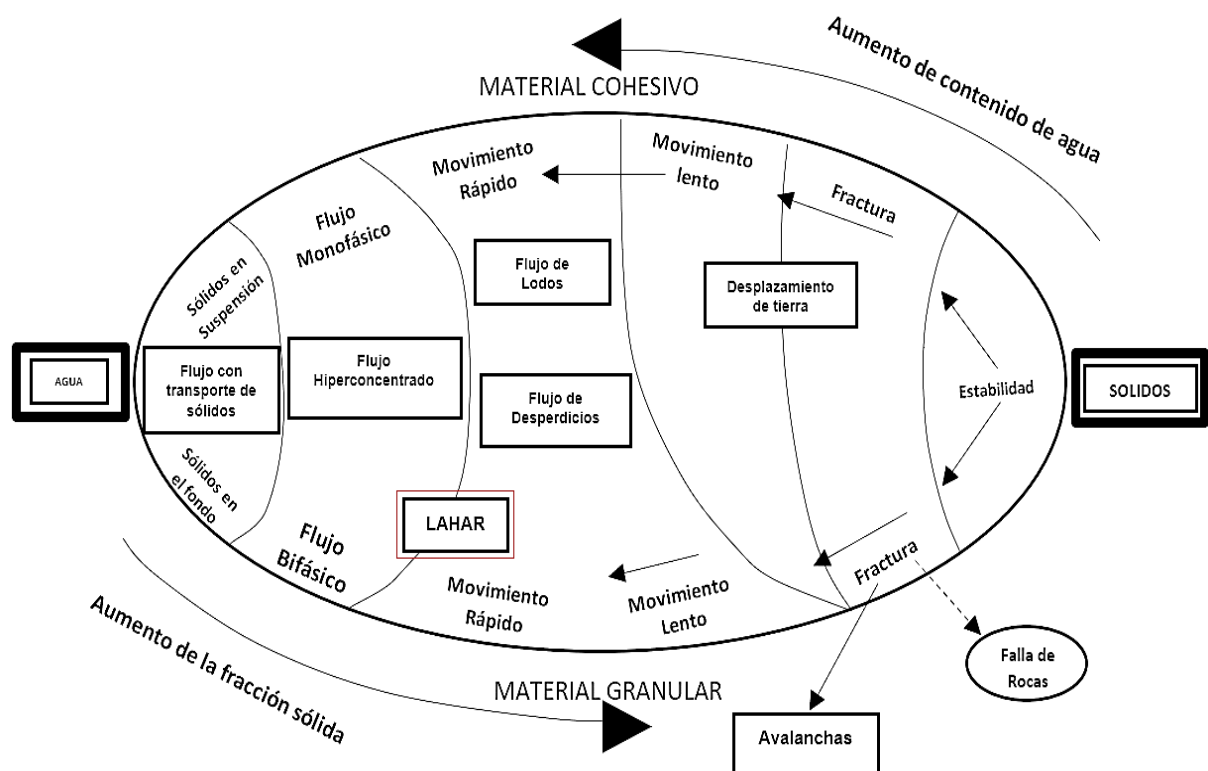 Aumento de contenido de agua
MATERIAL COHESIVO
Movimiento
Rápido
Movimiento
lento
Fractura
Flujo
Monofásico
Sólidos en
Suspensión
Flujo de
Lodos
Desplazamiento
de tierra
AGUA
Flujo con
transporte de
sólidos
Flujo
Hiperconcentrado
Flujo de
Desperdicios
Estabilidad
SOLIDOS
Sólidos en
el fondo
LAHAR
Flujo
Bifásico
Movimiento
Rápido
Movimiento
Lento
Fractura
Falla de
Rocas
Aumento de la fracción sólida
MATERIAL GRANULAR
Avalanchas